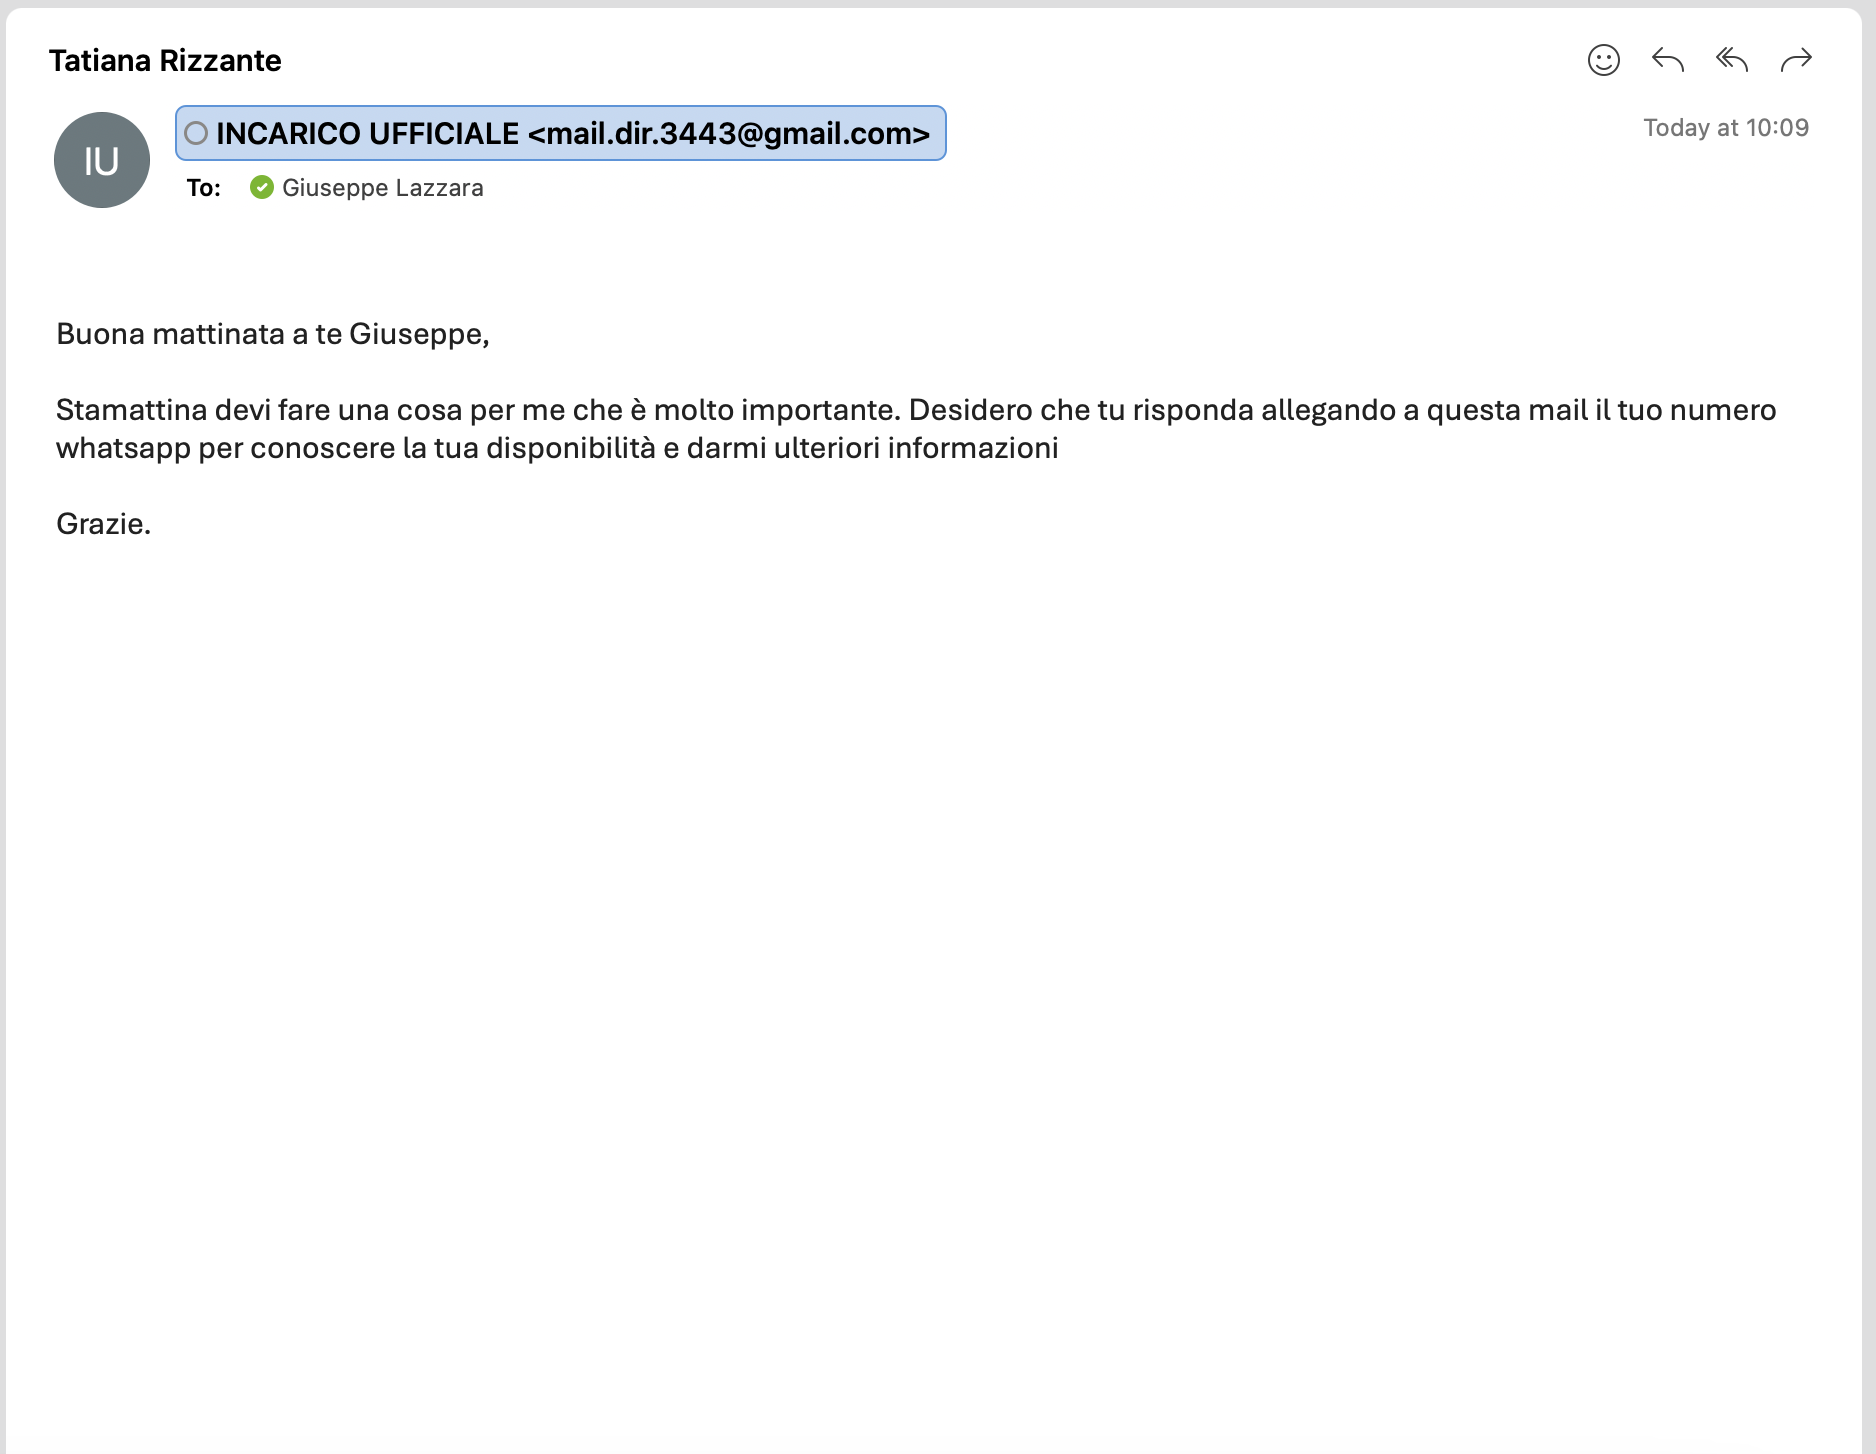 Tatiana Rizzante
IU
INCARICO UFFICIALE <mail.dir.3443@gmail.com>
Today at 10:09
To: Giuseppe Lazzara
Buona mattinata a te Giuseppe,
Stamattina devi fare una cosa per me che è molto importante. Desidero che tu risponda allegando a questa mail il tuo numero
whatsapp per conoscere la tua disponibilità e darmi ulteriori informazioni
Grazie.